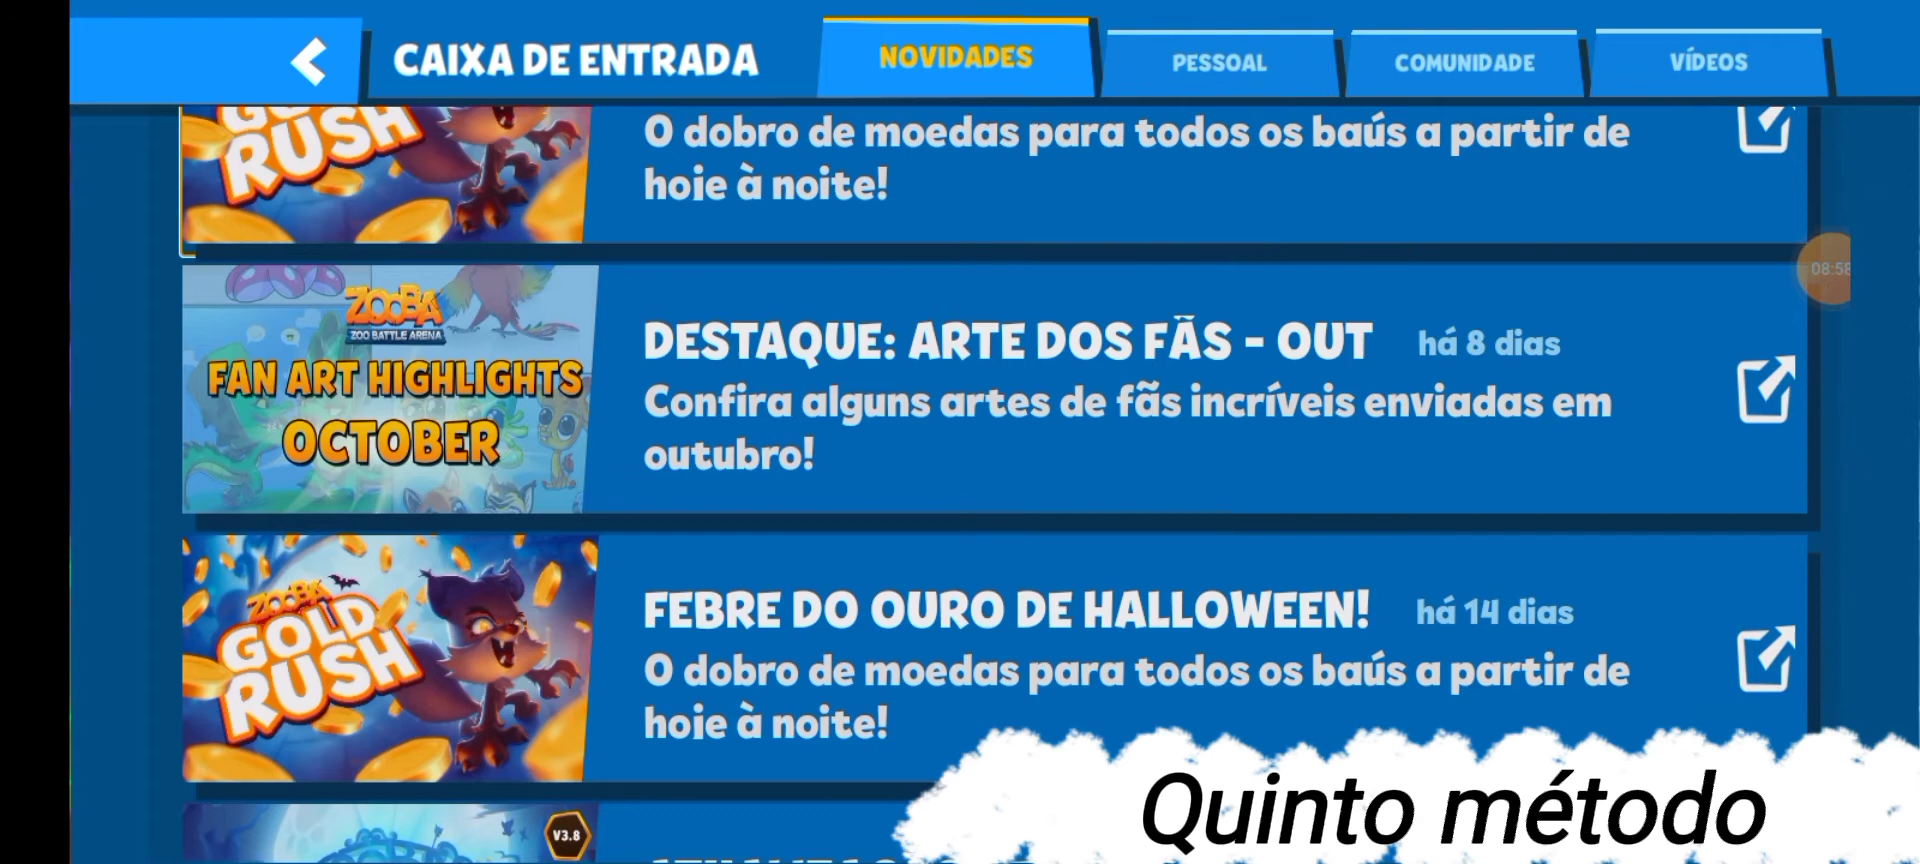 CAIXA DE ENTRADA
NOVIDADES
PESSOAL
COMUNIDADE
VÍDEOS
RUSH
O dobro de moedas para todos os baús a partir de
hoje à noite!
08:58
ZOOBA
ZOO BATTLE ARENA
FAN ART HIGHLIGHTS
OCTOBER
DESTAQUE: ARTE DOS FÃS - OUT
há 8 dias
Confira alguns artes de fãs incríveis enviadas em
outubro!
ZOOBA
GOLD
RUSH
FEBRE DO OURO DE HALLOWEEN!
há 14 dias
O dobro de moedas para todos os baús a partir de
hoje à noite!
V3.8
Quinto método